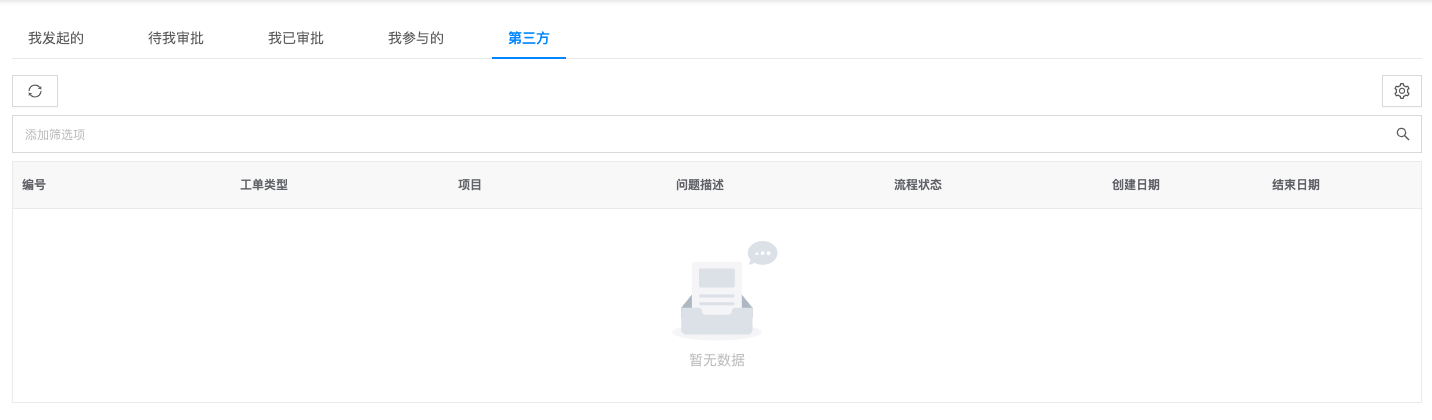 我发起的 待我审批 我已审批 我参与的 第三方
添加筛选项
编号 工单类型 项目 问题描述 流程状态 创建日期 结束日期
暂无数据